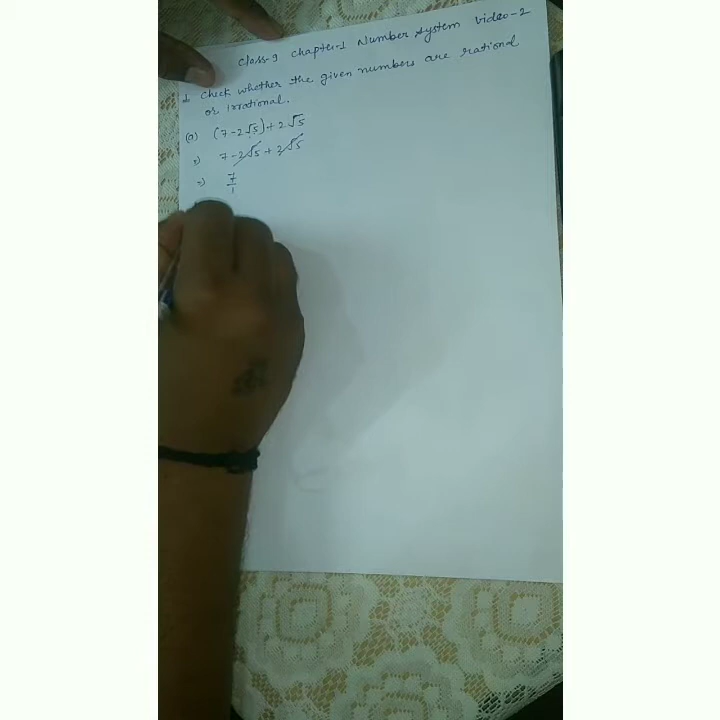 Class-9 Chapter-1 Number System video-2
1. Check whether the given numbers are rational
or irrational.
(a) (7-2√5)+2√5
⇒ 7-2√5+2√5
⇒ 7/1